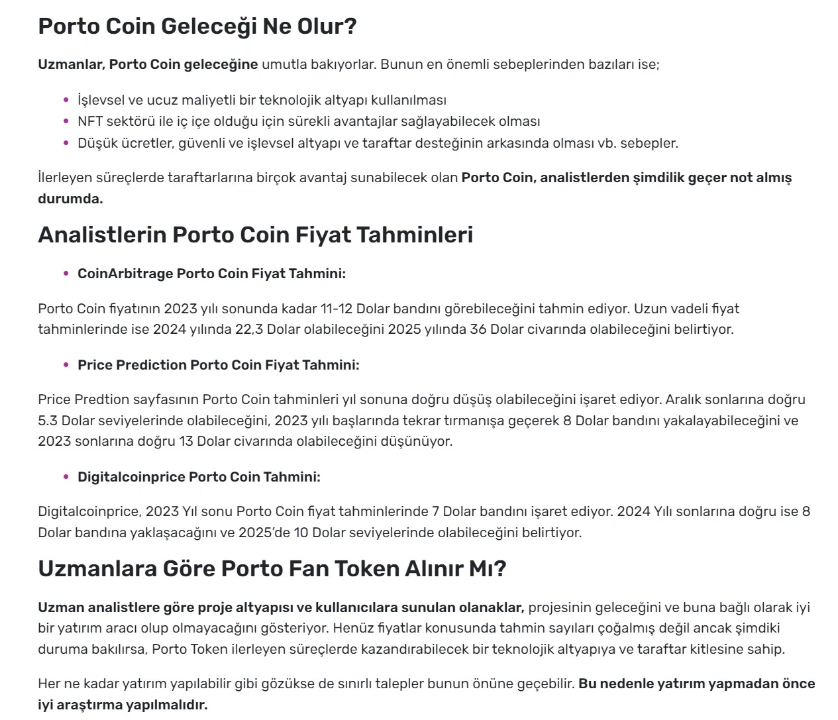 Porto Coin Geleceği Ne Olur?
Uzmanlar, Porto Coin geleceğine umutla bakıyorlar. Bunun en önemli sebeplerinden bazıları ise;
• İşlevsel ve ucuz maliyetli bir teknolojik altyapı kullanılması
• NFT sektörü ile iç içe olduğu için sürekli avantajlar sağlayabilecek olması
• Düşük ücretler, güvenli ve işlevsel altyapı ve taraftar desteğinin arkasında olması vb. sebepler.
İlerleyen süreçlerde taraftarlarına birçok avantaj sunabilecek olan Porto Coin, analistlerden şimdilik geçer not almış
durumda.
Analistlerin Porto Coin Fiyat Tahminleri
• CoinArbitrage Porto Coin Fiyat Tahmini:
Porto Coin fiyatının 2023 yılı sonunda kadar 11-12 Dolar bandını görebileceğini tahmin ediyor. Uzun vadeli fiyat
tahminlerinde ise 2024 yılında 22,3 Dolar olabileceğini 2025 yılında 36 Dolar civarında olabileceğini belirtiyor.
• Price Prediction Porto Coin Fiyat Tahmini:
Price Predtion sayfasının Porto Coin tahminleri yıl sonuna doğru düşüş olabileceğini işaret ediyor. Aralık sonlarına doğru
5.3 Dolar seviyelerinde olabileceğini, 2023 yılı başlarında tekrar tırmanışa geçerek 8 Dolar bandını yakalayabileceğini ve
2023 sonlarına doğru 13 Dolar civarında olabileceğini düşünüyor.
• Digitalcoinprice Porto Coin Tahmini:
Digitalcoinprice, 2023 Yıl sonu Porto Coin fiyat tahminlerinde 7 Dolar bandını işaret ediyor. 2024 Yılı sonlarına doğru ise 8
Dolar bandına yaklaşacağını ve 2025’de 10 Dolar seviyelerinde olabileceğini belirtiyor.
Uzmanlara Göre Porto Fan Token Alınır Mı?
Uzman analistlere göre proje altyapısı ve kullanıcılara sunulan olanaklar, projesinin geleceğini ve buna bağlı olarak iyi
bir yatırım aracı olup olmayacağını gösteriyor. Henüz fiyatlar konusunda tahmin sayıları çoğalmış değil ancak şimdiki
duruma bakılırsa, Porto Token ilerleyen süreçlerde kazandırabilecek bir teknolojik altyapıya ve taraftar kitlesine sahip.
Her ne kadar yatırım yapılabilir gibi gözükse de sınırlı talepler bunun önüne geçebilir. Bu nedenle yatırım yapmadan önce
iyi araştırma yapılmalıdır.